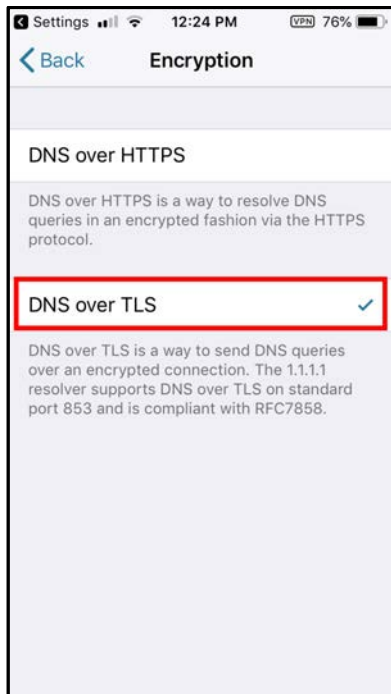 Settings 12:24 PM VPN 76%
Back Encryption
DNS over HTTPS
DNS over HTTPS is a way to resolve DNS
queries in an encrypted fashion via the HTTPS
protocol.
DNS over TLS
DNS over TLS is a way to send DNS queries
over an encrypted connection. The 1.1.1.1
resolver supports DNS over TLS on standard
port 853 and is compliant with RFC7858.